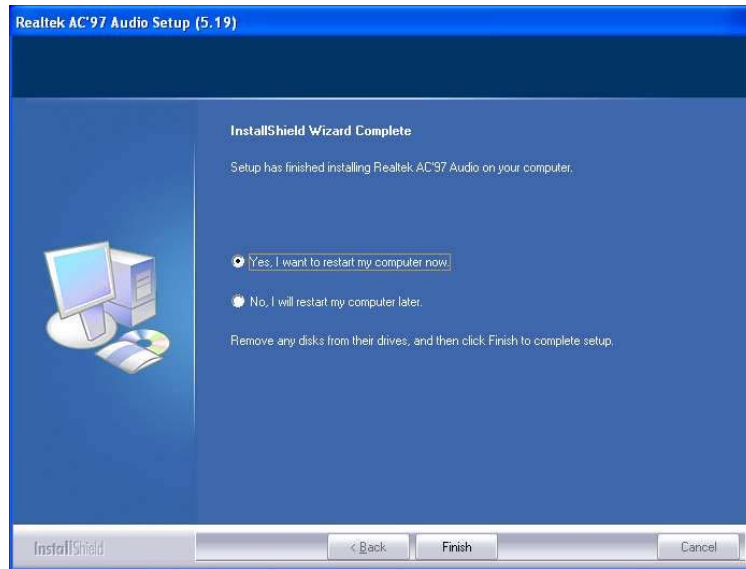 Realtek AC'97 Audio Setup (5.19)
InstallShield Wizard Complete
Setup has finished installing Realtek AC'97 Audio on your computer.
Yes, I want to restart my computer now.
No, I will restart my computer later.
Remove any disks from their drives, and then click Finish to complete setup.
InstallShield
< Back Finish Cancel